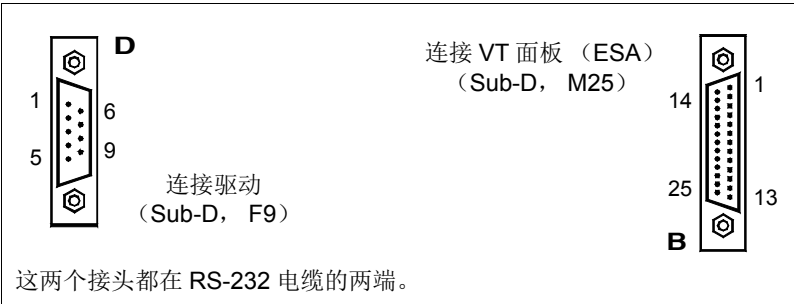 D
1
6
5
9
连接驱动
（Sub-D， F9）
连接 VT 面板 （ESA）
（Sub-D， M25）
14
1
25
13
B
这两个接头都在 RS-232 电缆的两端。